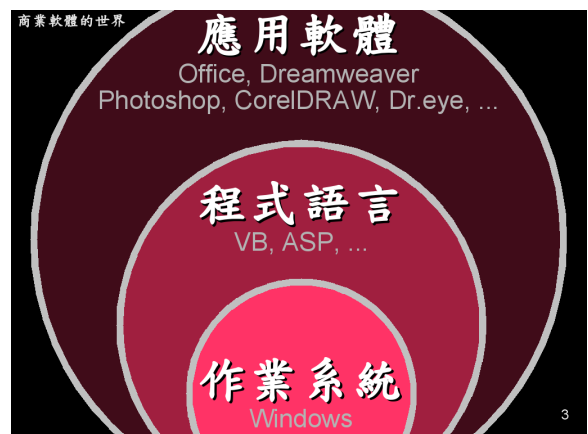 商業軟體的世界
應用軟體
Office, Dreamweaver
Photoshop, CorelDRAW, Dr.eye, ...
程式語言
VB, ASP, ...
作業系統
Windows
3